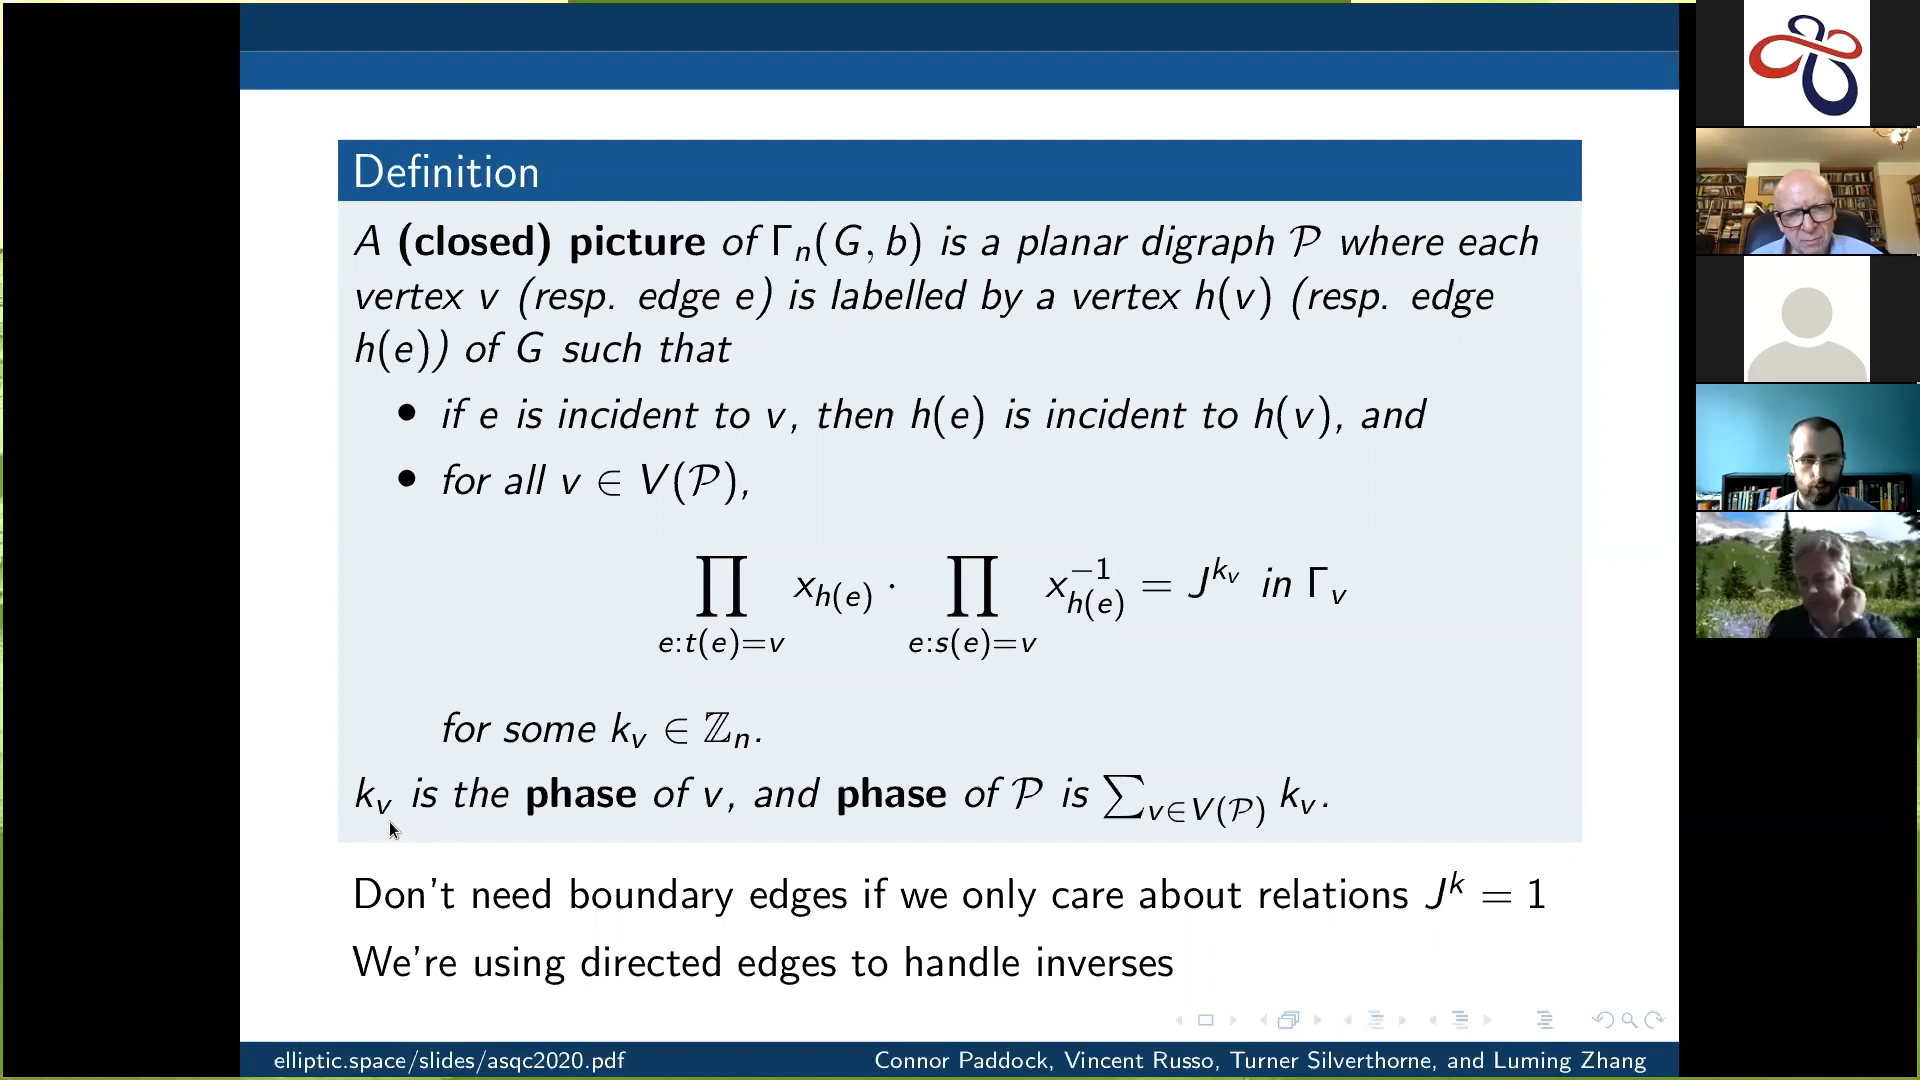 Definition
A (closed) picture of Γₙ(G, b) is a planar digraph 𝒫 where each
vertex v (resp. edge e) is labelled by a vertex h(v) (resp. edge
h(e)) of G such that
• if e is incident to v, then h(e) is incident to h(v), and
• for all v ∈ V(𝒫),
∏_{e:t(e)=v} x_{h(e)} · ∏_{e:s(e)=v} x_{h(e)}^{-1} = J^{k_v} in Γ_v
for some k_v ∈ ℤₙ.
k_v is the phase of v, and phase of 𝒫 is ∑_{v∈V(𝒫)} k_v.
Don't need boundary edges if we only care about relations J^k = 1
We're using directed edges to handle inverses
elliptic.space/slides/asqc2020.pdf Connor Paddock, Vincent Russo, Turner Silverthorne, and Luming Zhang